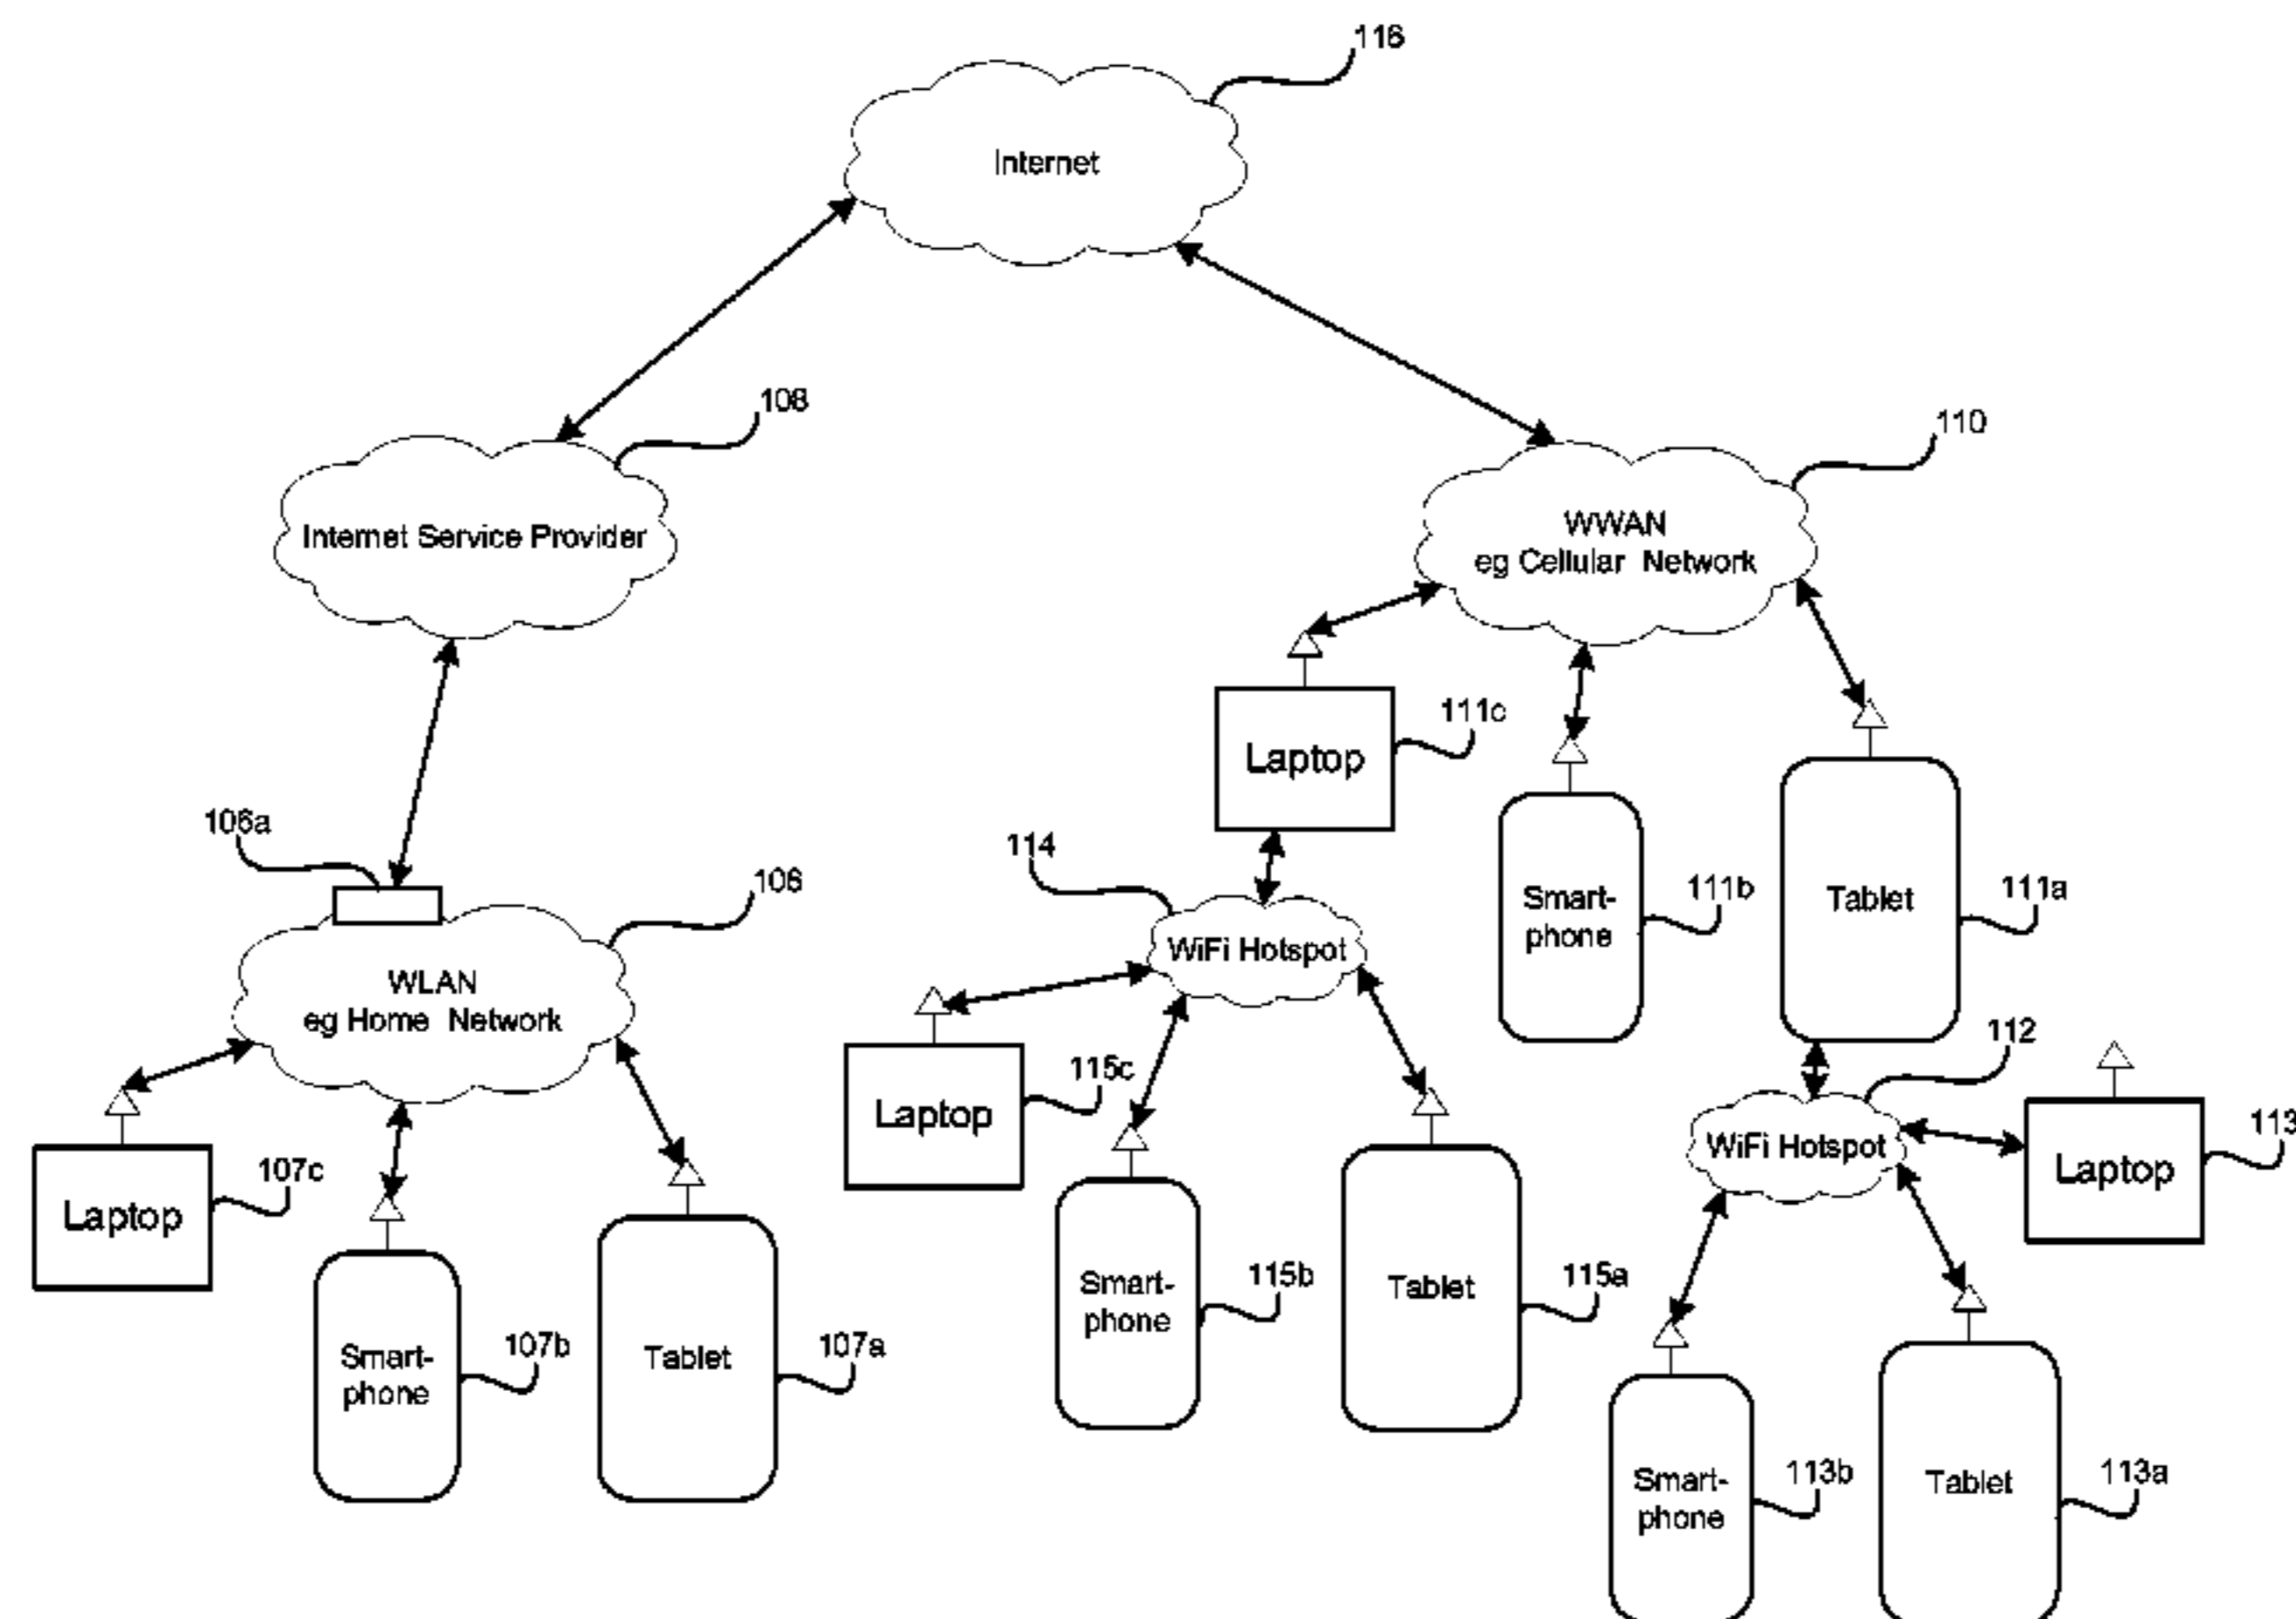 116
Internet
108
110
Internet Service Provider
WWAN
eg Cellular Network
111c
Laptop
106a
114
106
111b
111a
Smart-
phone
Tablet
WiFi Hotspot
WLAN
eg Home Network
112
115c
Laptop
113
WiFi Hotspot
Laptop
107c
Laptop
115b
115a
Smart-
phone
Tablet
107b
107a
Smart-
phone
Tablet
113b
113a
Smart-
phone
Tablet